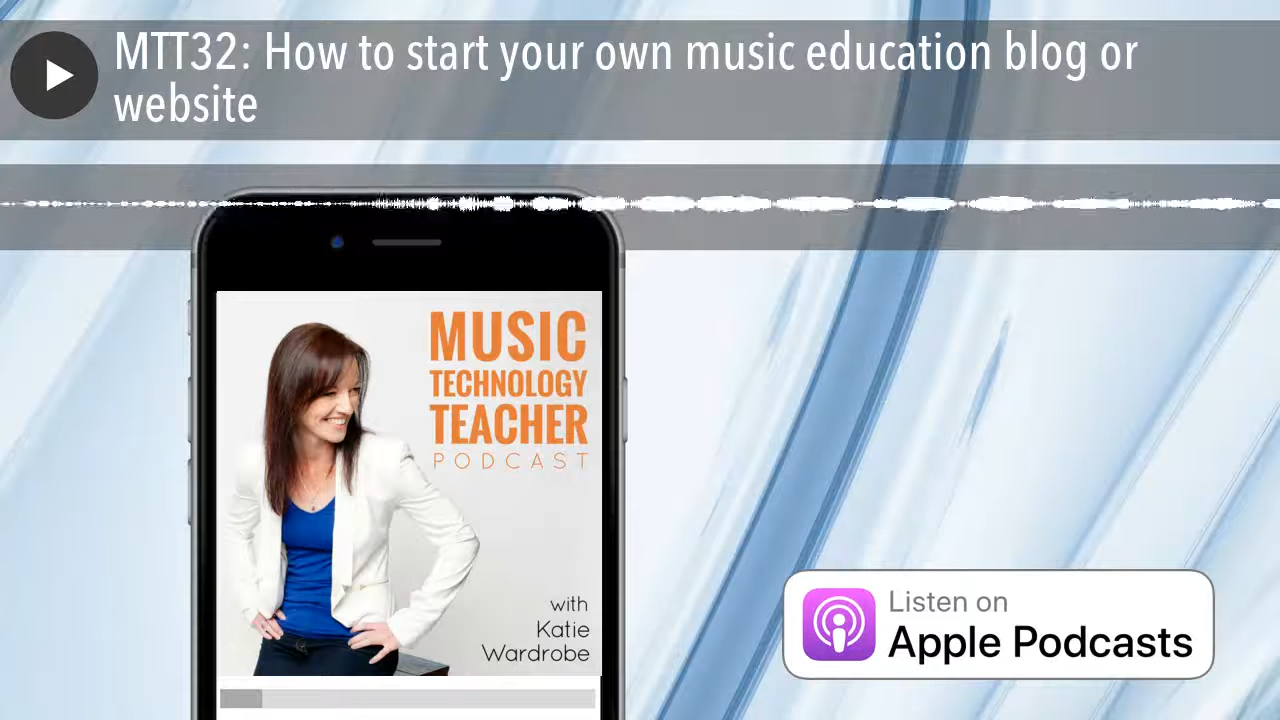 MTT32: How to start your own music education blog or
website
MUSIC
TECHNOLOGY
TEACHER
PODCAST
with
Katie
Wardrobe
Listen on
Apple Podcasts